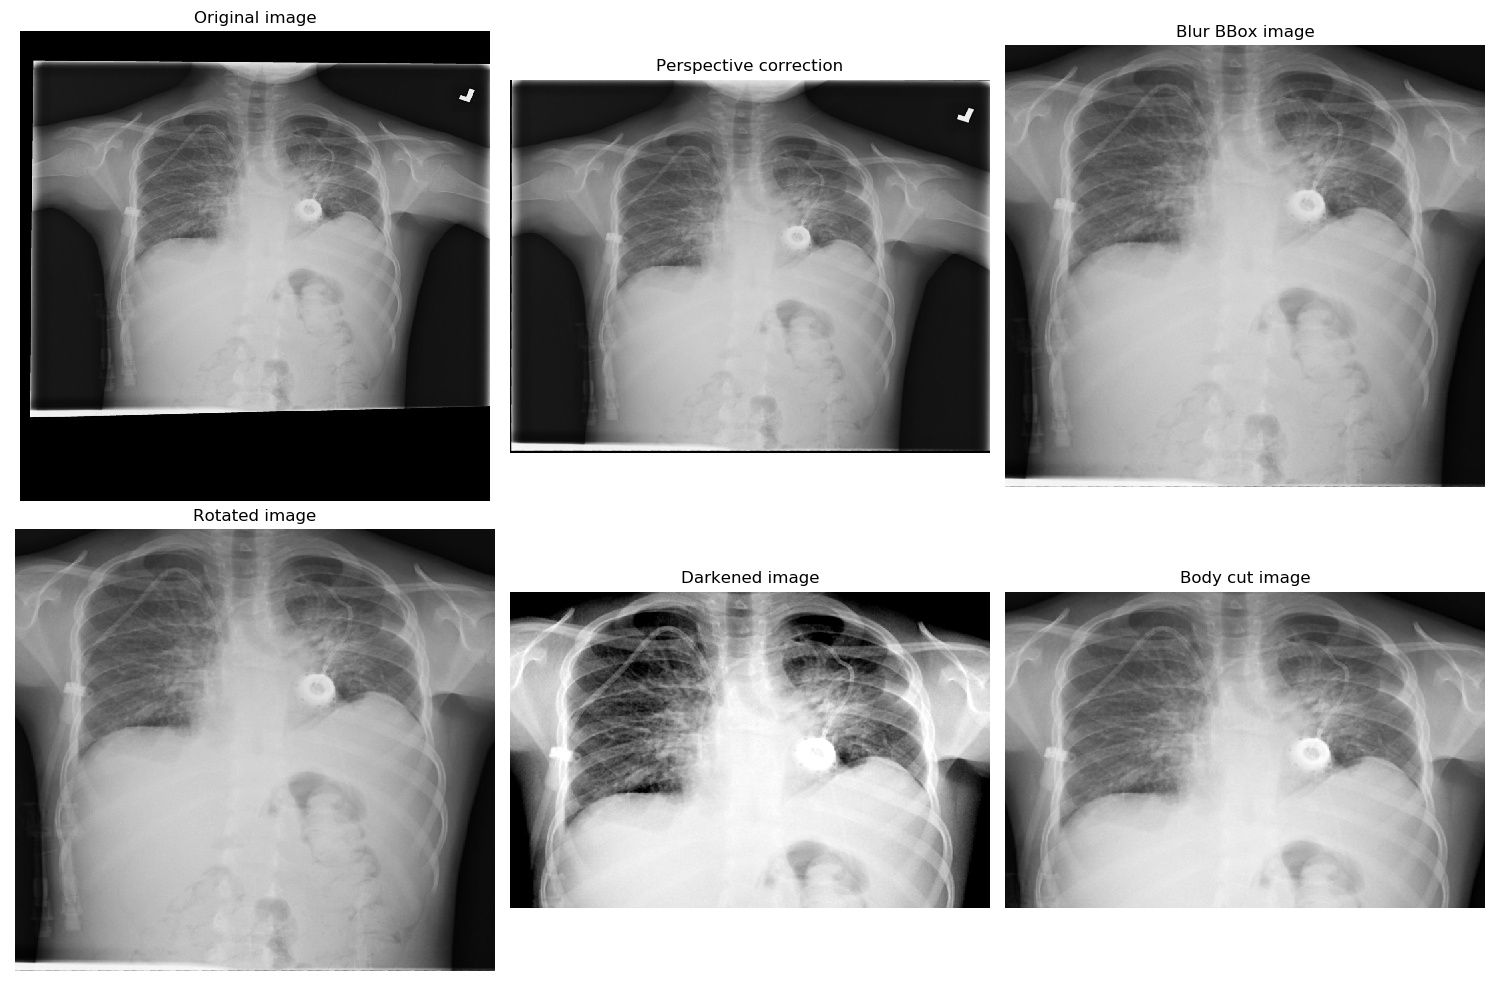 Original image
Perspective correction
Blur BBox image
Rotated image
Darkened image
Body cut image